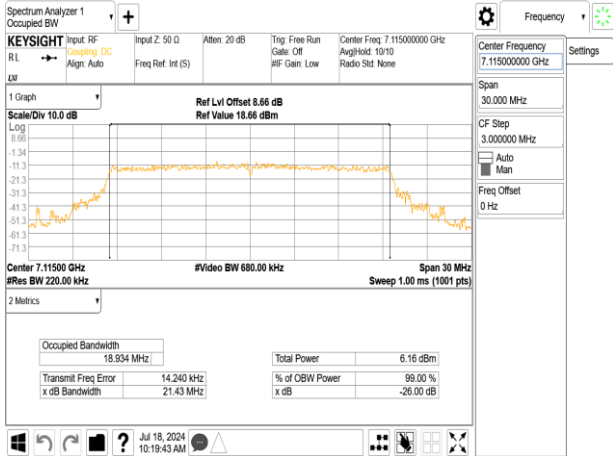 Spectrum Analyzer 1
Occupied BW
Frequency
KEYSIGHT
RL
LXI
Input: RF
Coupling: DC
Align: Auto
Input Z: 50 Ω
Freq Ref: Int (S)
Atten: 20 dB
Trig: Free Run
Gate: Off
#IF Gain: Low
Center Freq: 7.115000000 GHz
Avg|Hold: 10/10
Radio Std: None
Center Frequency
7.115000000 GHz
Settings
Span
30.000 MHz
CF Step
3.000000 MHz
Auto
Man
Freq Offset
0 Hz
1 Graph
Scale/Div 10.0 dB
Ref Lvl Offset 8.66 dB
Ref Value 18.66 dBm
Log
8.66
-1.34
-11.3
-21.3
-31.3
-41.3
-51.3
-61.3
-71.3
Center 7.11500 GHz
#Video BW 680.00 kHz
Span 30 MHz
#Res BW 220.00 kHz
Sweep 1.00 ms (1001 pts)
2 Metrics
Occupied Bandwidth
18.934 MHz
Total Power 6.16 dBm
Transmit Freq Error 14.240 kHz
% of OBW Power 99.00 %
x dB Bandwidth 21.43 MHz
x dB -26.00 dB
?
Jul 18, 2024
10:19:43 AM